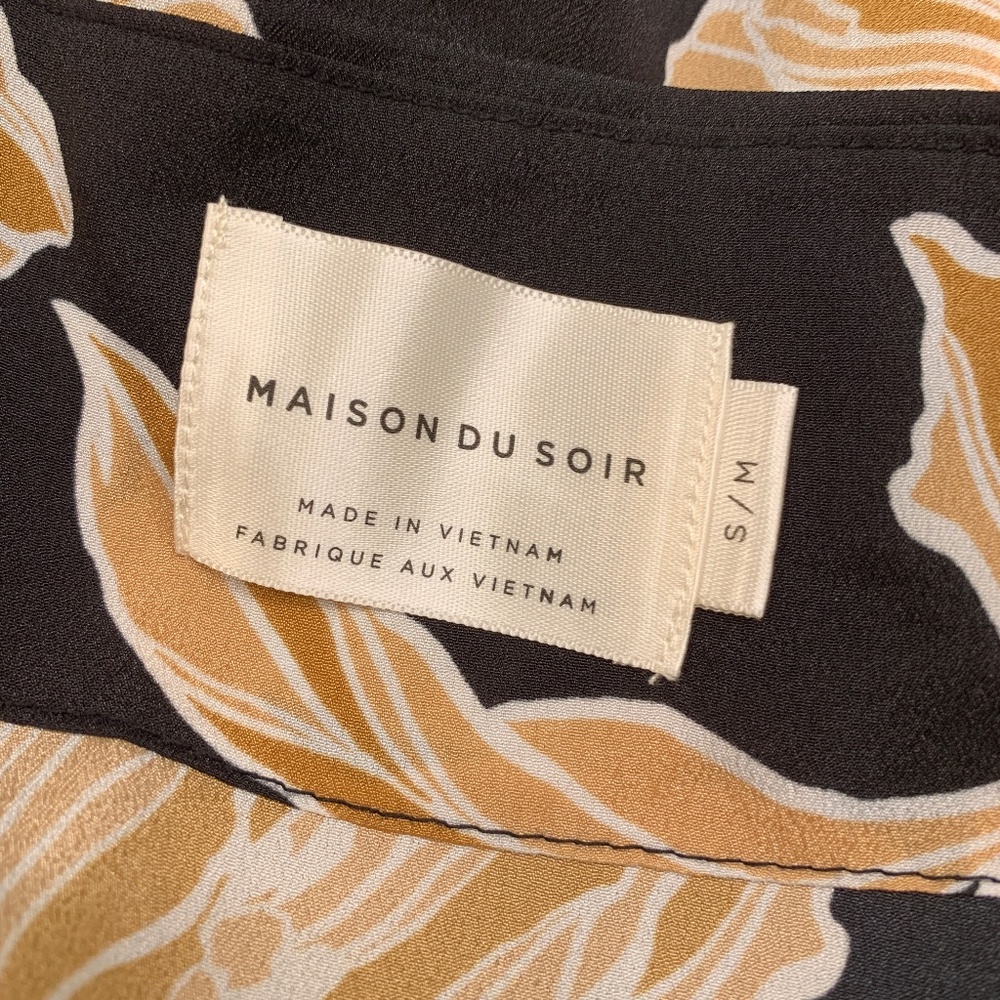 MAISON DU SOIR
MADE IN VIETNAM
FABRIQUE AUX VIETNAM
S/M